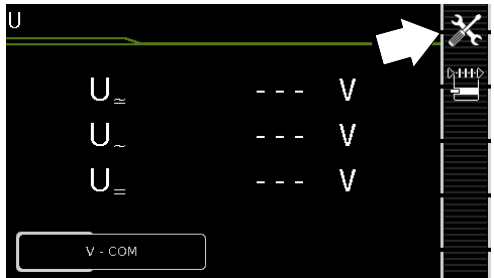 U
U≃ - - - V
U~ - - - V
U= - - - V
V - COM